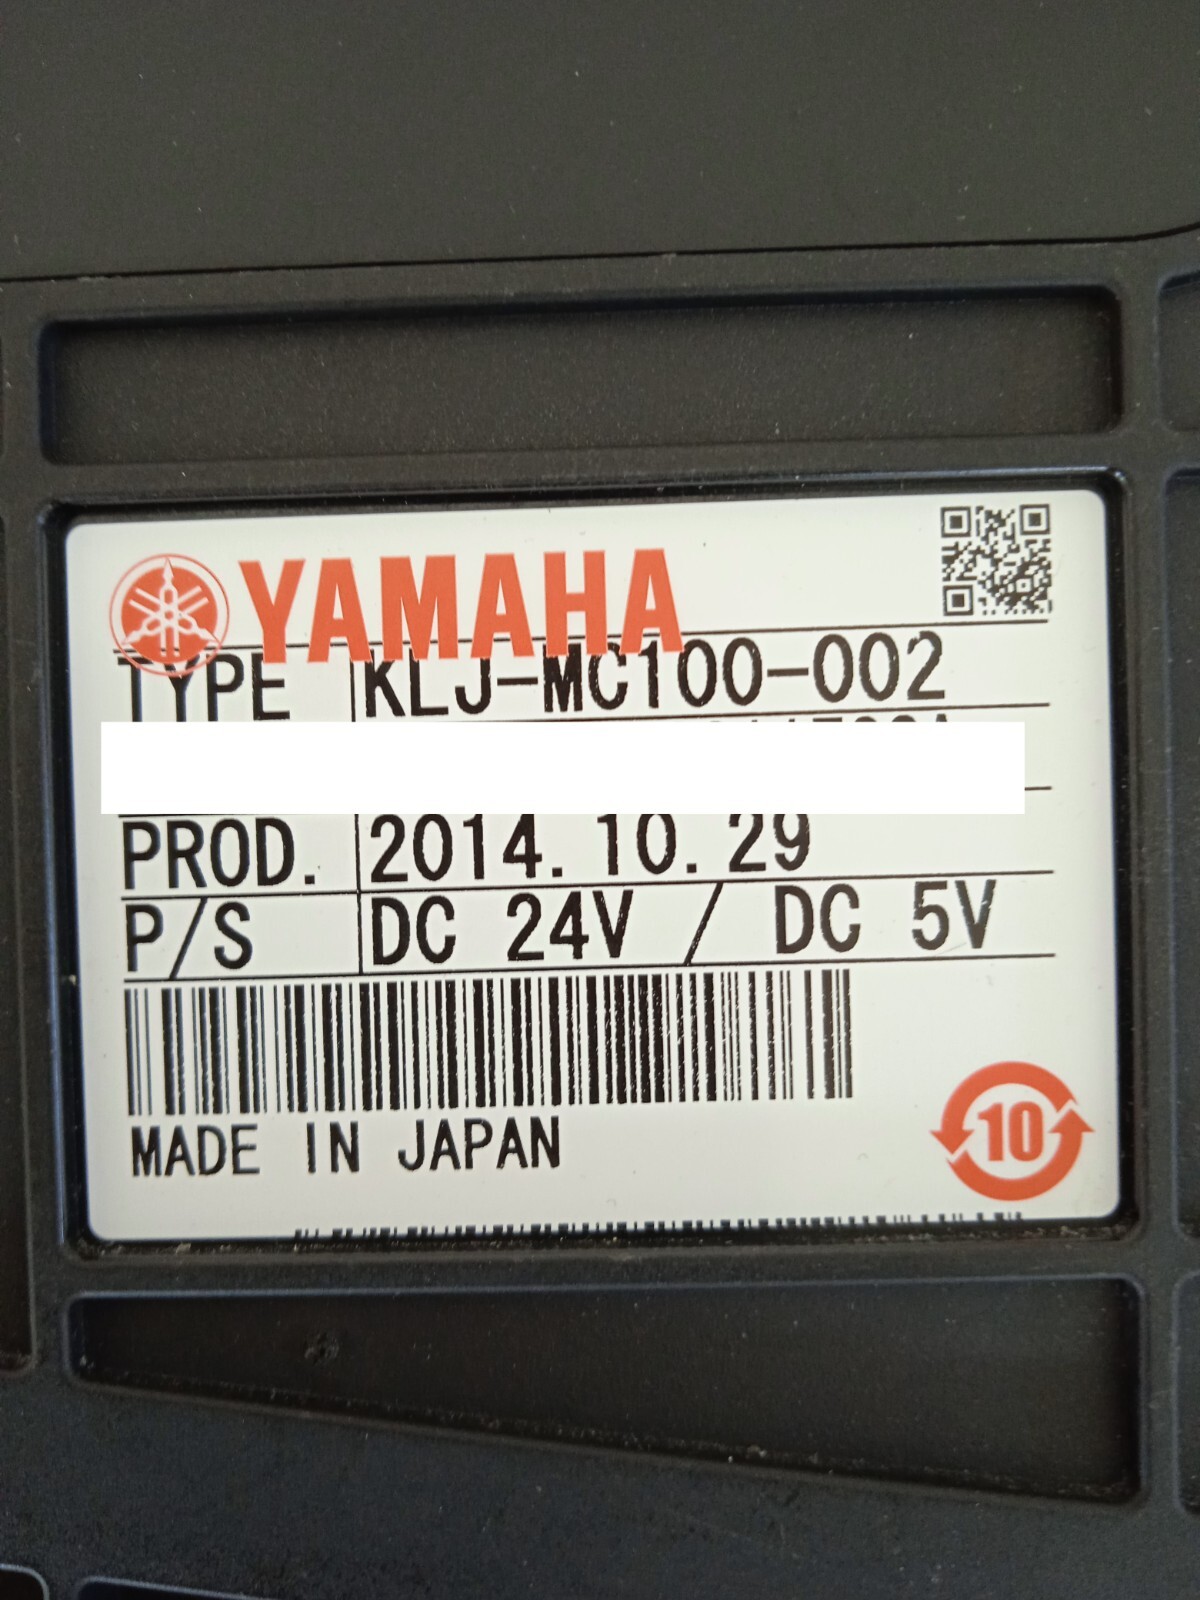 YAMAHA
TYPE KLJ-MC100-002
PROD. 2014.10.29
P/S DC 24V / DC 5V
MADE IN JAPAN
10